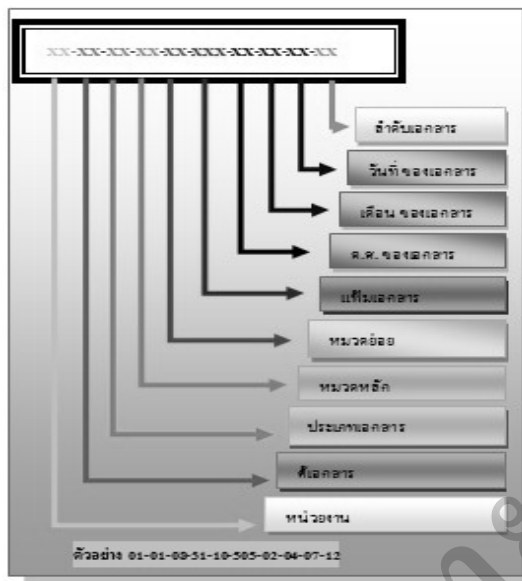 xx-xx-xx-xx-xx-xxx-xx-xx-xx-xx
ลำดับเอกสาร
วันที่ ของเอกสาร
เดือน ของเอกสาร
ค.ศ. ของเอกสาร
แฟ้มเอกสาร
หมวดย่อย
หมวดหลัก
ประเภทเอกสาร
ตู้เอกสาร
หน่วยงาน
ตัวอย่าง 01-01-03-51-10-505-02-04-07-12